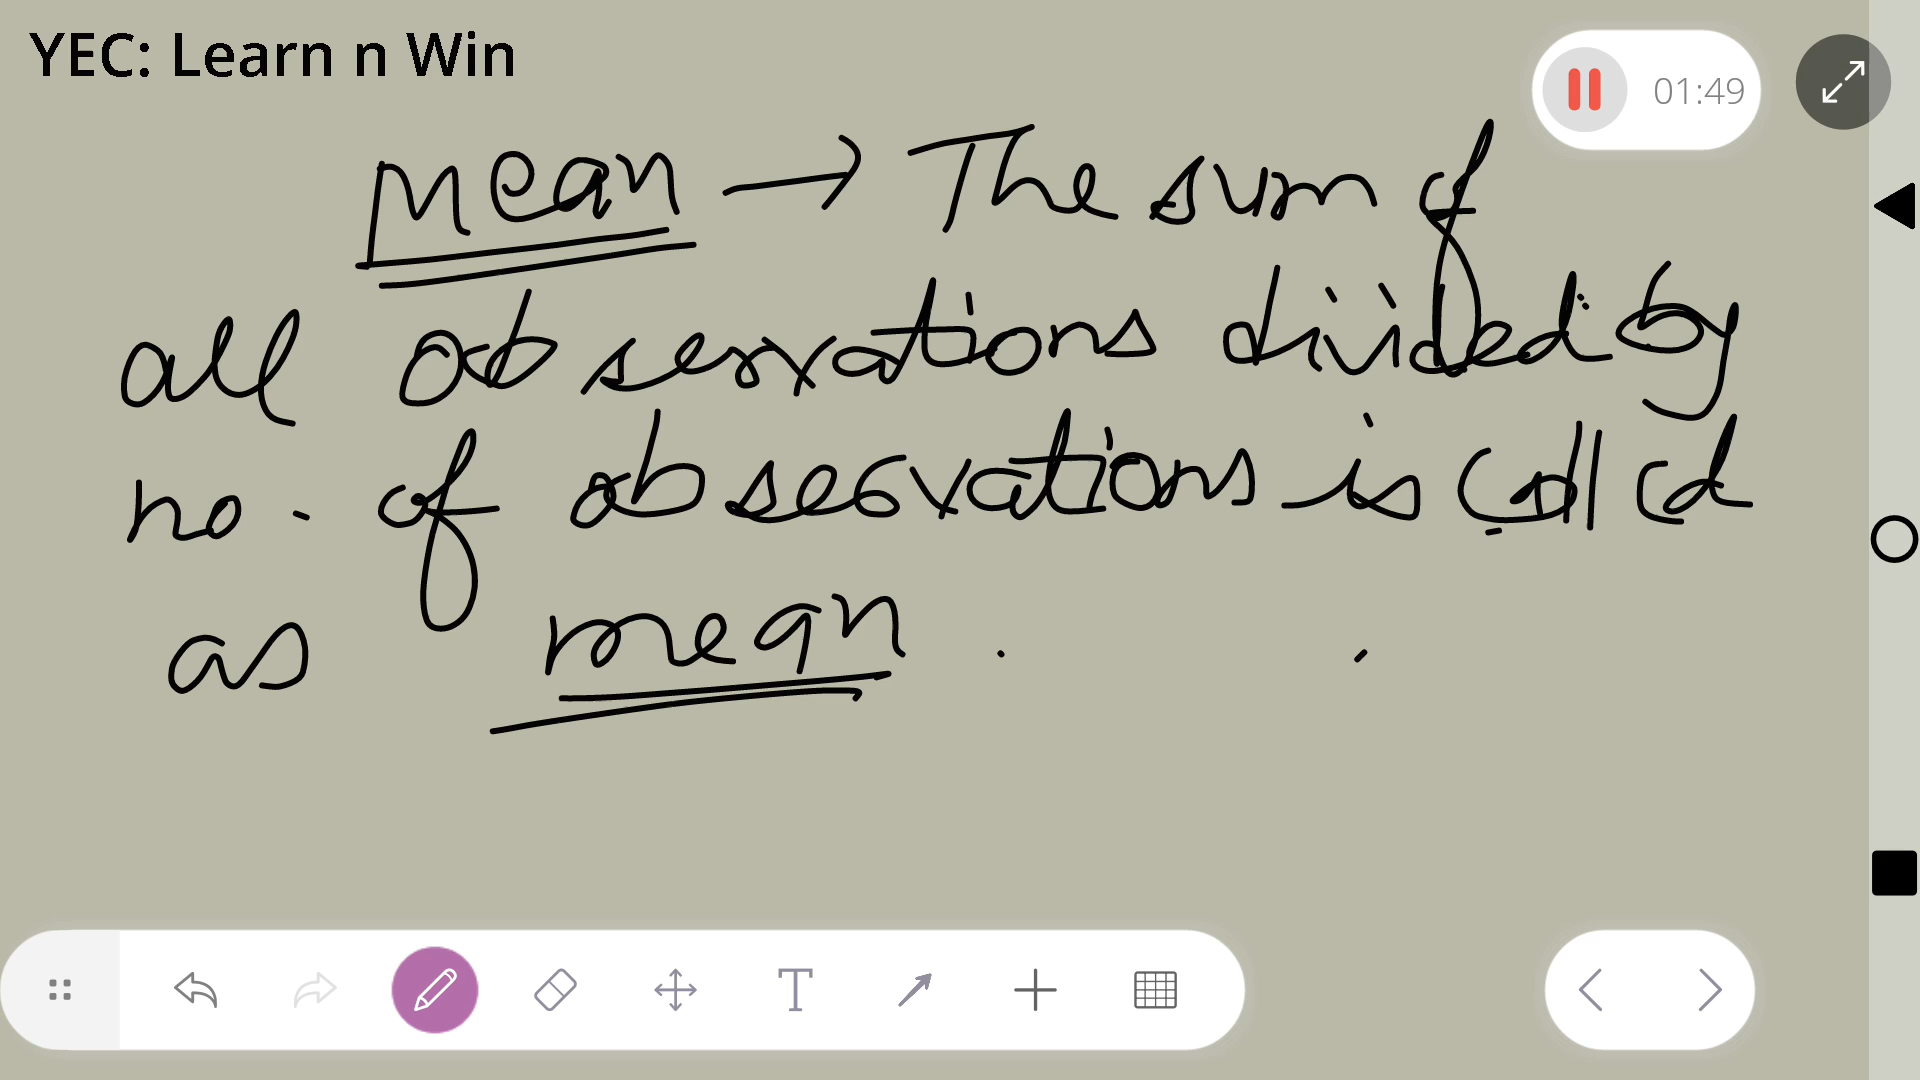 YEC: Learn n Win
01:49
Mean → The sum of
all observations divided by
no. of observations is called
as mean.
T